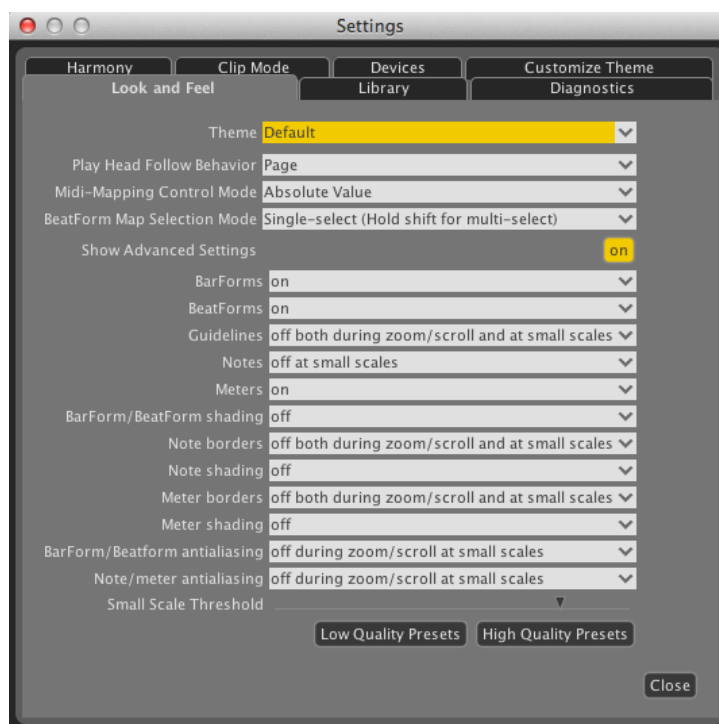 Settings
Harmony Clip Mode Devices Customize Theme
Look and Feel Library Diagnostics
Theme Default
Play Head Follow Behavior Page
Midi-Mapping Control Mode Absolute Value
BeatForm Map Selection Mode Single-select (Hold shift for multi-select)
Show Advanced Settings on
BarForms on
BeatForms on
Guidelines off both during zoom/scroll and at small scales
Notes off at small scales
Meters on
BarForm/BeatForm shading off
Note borders off both during zoom/scroll and at small scales
Note shading off
Meter borders off both during zoom/scroll and at small scales
Meter shading off
BarForm/Beatform antialiasing off during zoom/scroll at small scales
Note/meter antialiasing off during zoom/scroll at small scales
Small Scale Threshold
Low Quality Presets High Quality Presets
Close